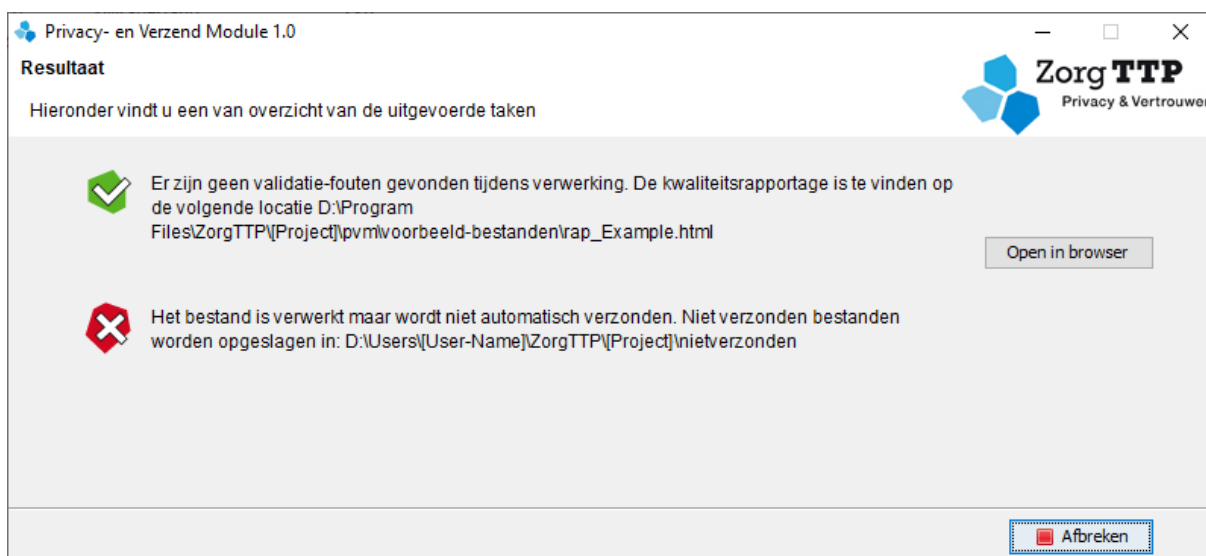 Privacy- en Verzend Module 1.0
Resultaat
Hieronder vindt u een van overzicht van de uitgevoerde taken
Zorg TTP
Privacy & Vertrouwen
Er zijn geen validatie-fouten gevonden tijdens verwerking. De kwaliteitsrapportage is te vinden op
de volgende locatie D:\Program
Files\ZorgTTP\[Project]\pvm\voorbeeld-bestanden\rap_Example.html
Open in browser
Het bestand is verwerkt maar wordt niet automatisch verzonden. Niet verzonden bestanden
worden opgeslagen in: D:\Users\[User-Name]\ZorgTTP\[Project]\nietverzonden
Afbreken